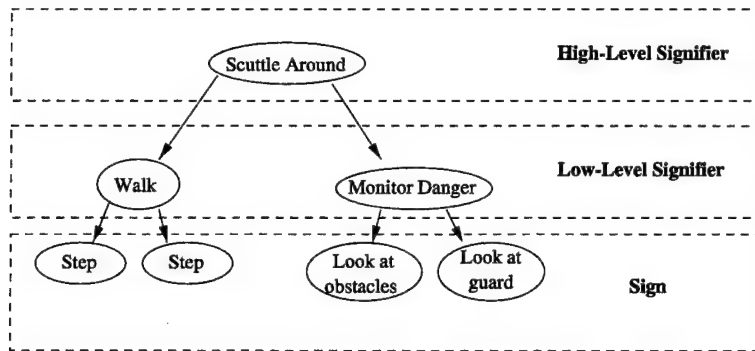 High-Level Signifier
Scuttle Around
Low-Level Signifier
Walk
Monitor Danger
Step
Step
Look at
obstacles
Look at
guard
Sign